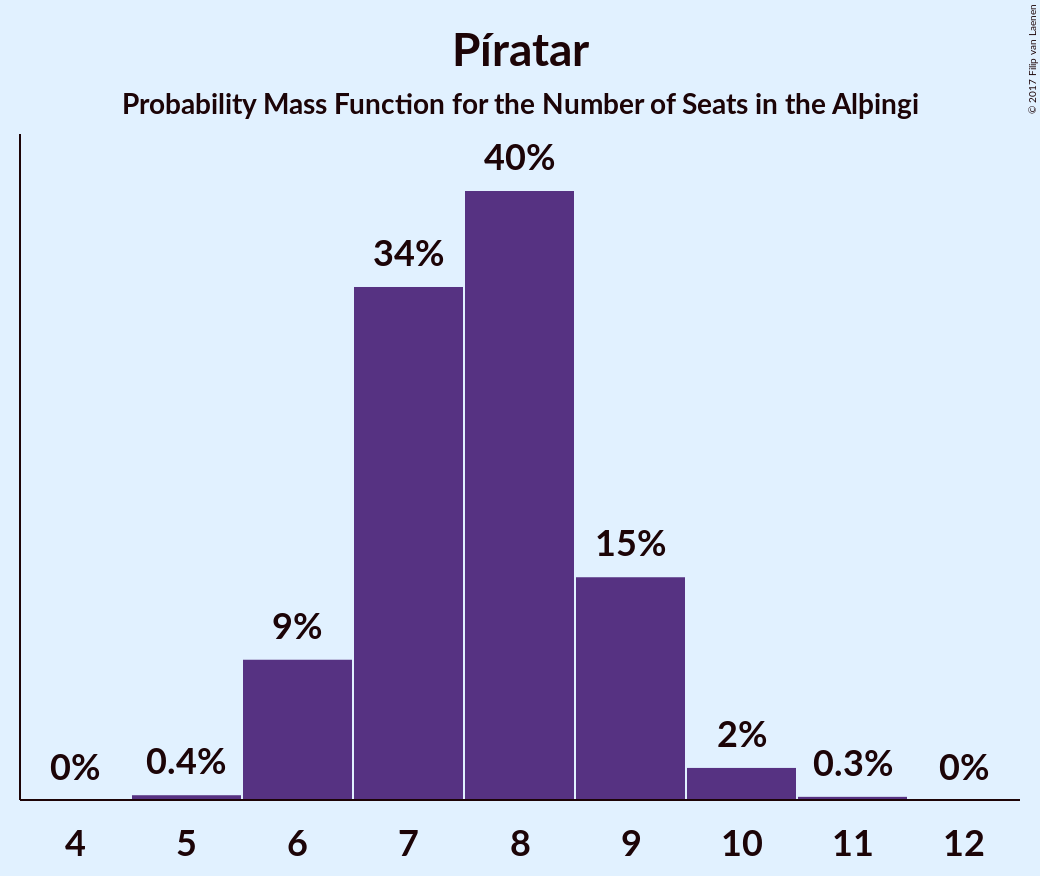 Píratar
Probability Mass Function for the Number of Seats in the Alþingi
© 2017 Filip van Laenen
40%
34%
15%
9%
2%
0% 0.4% 0.3% 0%
4 5 6 7 8 9 10 11 12